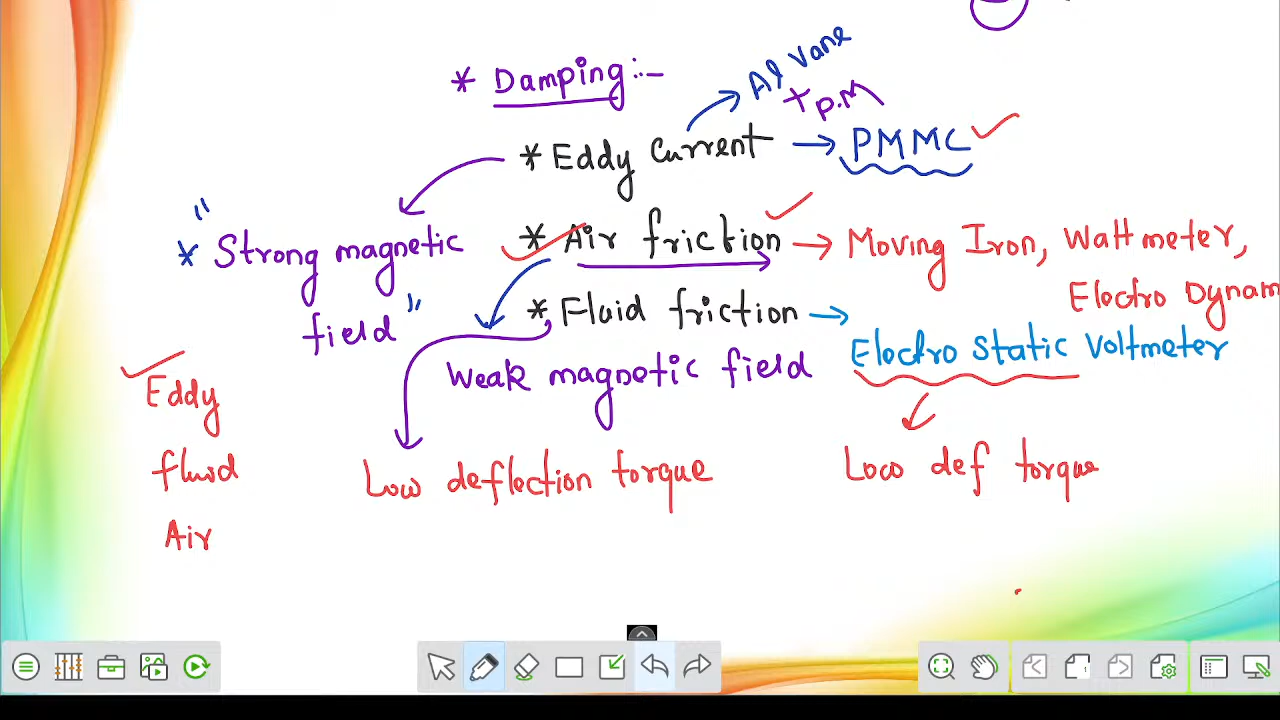 * Damping :-
Al vane
+ P.M
* Eddy Current → PMMC
* Air friction → Moving Iron, Wattmeter,
Electro Dynam
* "Strong magnetic
field"
* Fluid friction →
Electro Static Voltmeter
Weak magnetic field
Eddy
fluid
Air
Low deflection torque
Low def torque